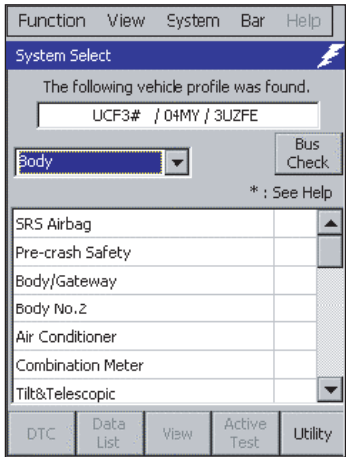 Function View System Bar Help
System Select
The following vehicle profile was found.
UCF3# / 04MY / 3UZFE
Body
Bus
Check
* : See Help
SRS Airbag
Pre-crash Safety
Body/Gateway
Body No.2
Air Conditioner
Combination Meter
Tilt&Telescopic
DTC
Data
List
View
Active
Test
Utility